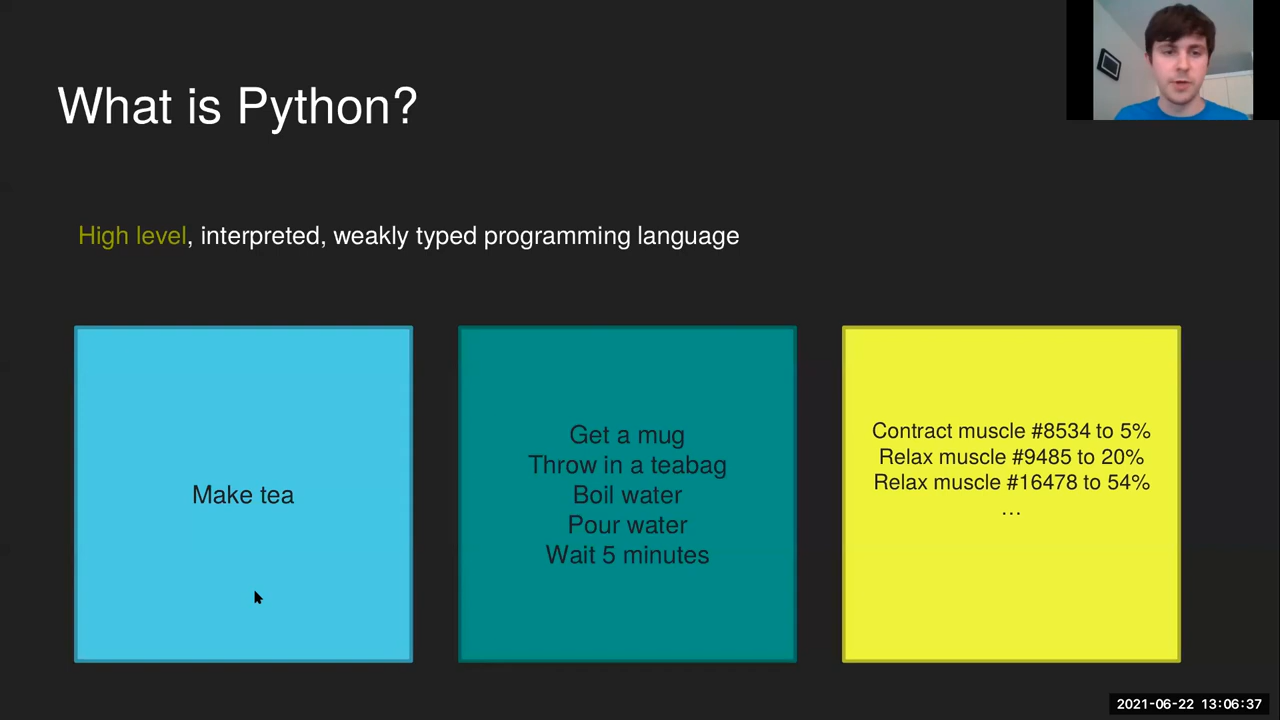 What is Python?
High level, interpreted, weakly typed programming language
Make tea
Get a mug
Throw in a teabag
Boil water
Pour water
Wait 5 minutes
Contract muscle #8534 to 5%
Relax muscle #9485 to 20%
Relax muscle #16478 to 54%
…
2021-06-22 13:06:37